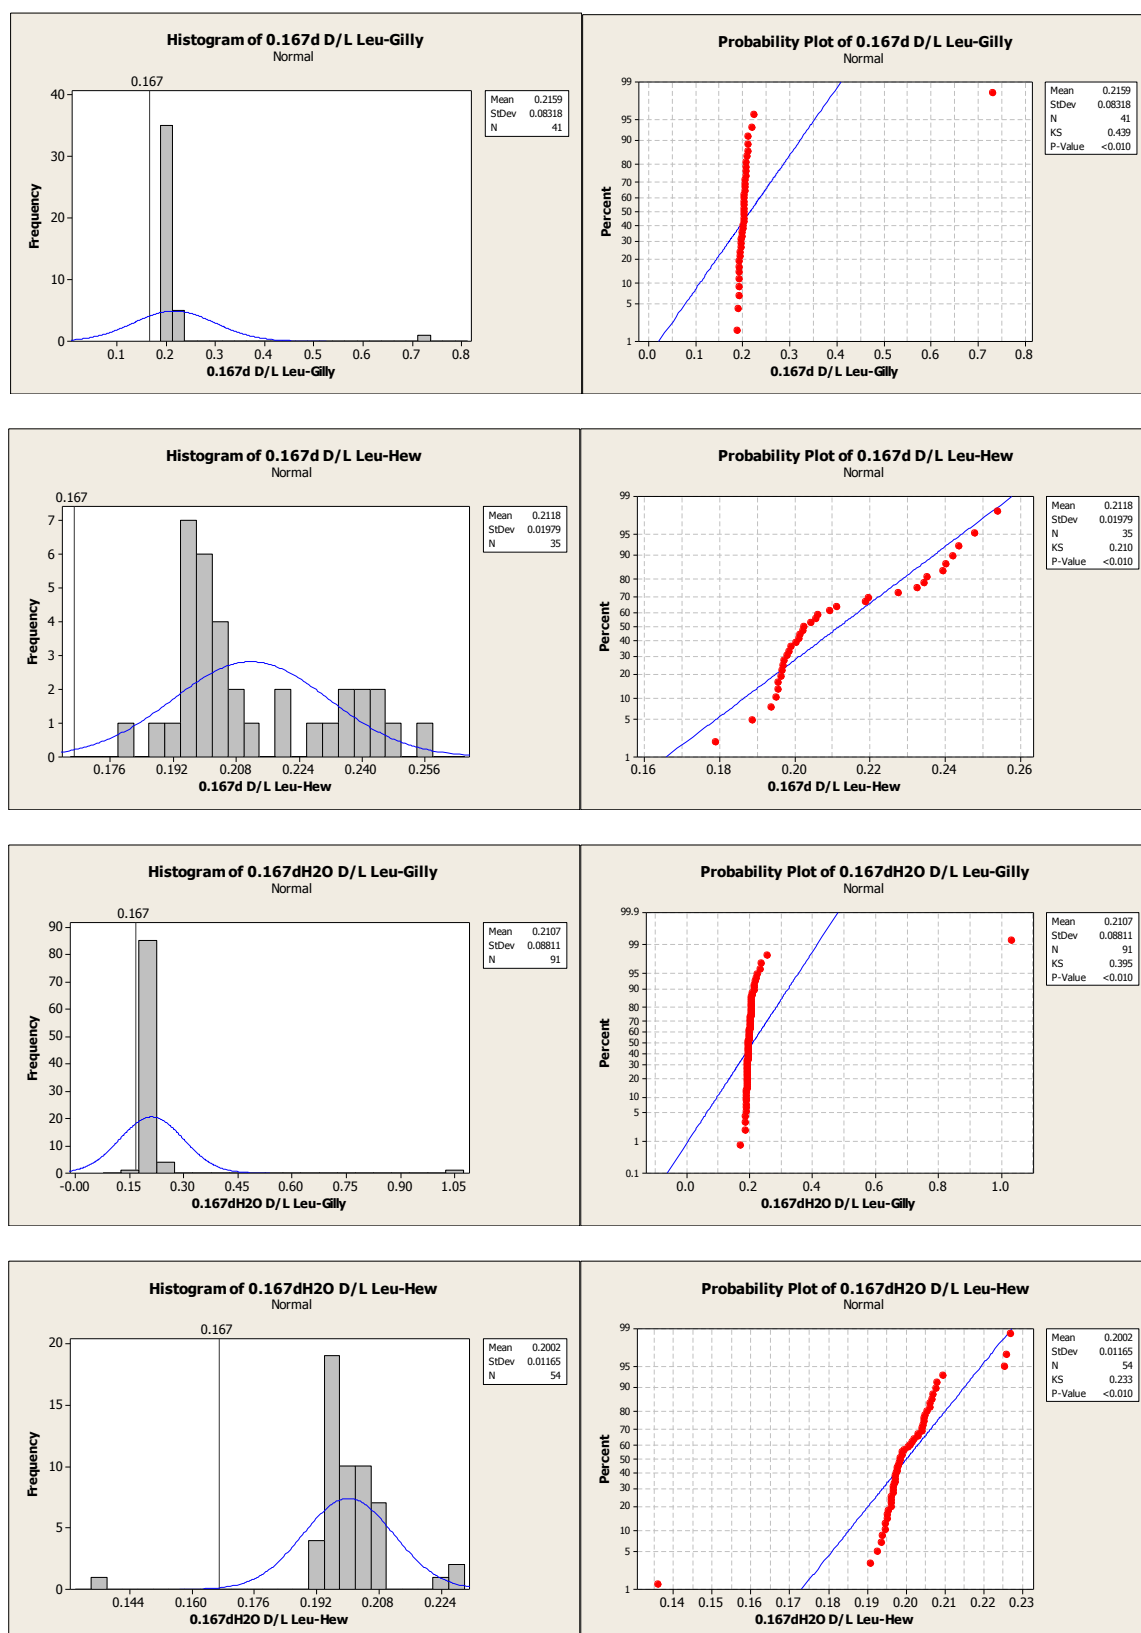 Histogram of 0.167d D/L Leu-Gilly
Normal
0.167
40
30
20
10
0
Frequency
0.1 0.2 0.3 0.4 0.5 0.6 0.7 0.8
0.167d D/L Leu-Gilly
Mean 0.2159
StDev 0.08318
N 41
Probability Plot of 0.167d D/L Leu-Gilly
Normal
99
95
90
80
70
60
50
40
30
20
10
5
1
Percent
0.0 0.1 0.2 0.3 0.4 0.5 0.6 0.7 0.8
0.167d D/L Leu-Gilly
Mean 0.2159
StDev 0.08318
N 41
KS 0.439
P-Value <0.010
Histogram of 0.167d D/L Leu-Hew
Normal
0.167
7
6
5
4
3
2
1
0
Frequency
0.176 0.192 0.208 0.224 0.240 0.256
0.167d D/L Leu-Hew
Mean 0.2118
StDev 0.01979
N 35
Probability Plot of 0.167d D/L Leu-Hew
Normal
99
95
90
80
70
60
50
40
30
20
10
5
1
Percent
0.16 0.18 0.20 0.22 0.24 0.26
0.167d D/L Leu-Hew
Mean 0.2118
StDev 0.01979
N 35
KS 0.210
P-Value <0.010
Histogram of 0.167dH2O D/L Leu-Gilly
Normal
0.167
90
80
70
60
50
40
30
20
10
0
Frequency
-0.00 0.15 0.30 0.45 0.60 0.75 0.90 1.05
0.167dH2O D/L Leu-Gilly
Mean 0.2107
StDev 0.08811
N 91
Probability Plot of 0.167dH2O D/L Leu-Gilly
Normal
99.9
99
95
90
80
70
60
50
40
30
20
10
5
1
0.1
Percent
0.0 0.2 0.4 0.6 0.8 1.0
0.167dH2O D/L Leu-Gilly
Mean 0.2107
StDev 0.08811
N 91
KS 0.395
P-Value <0.010
Histogram of 0.167dH2O D/L Leu-Hew
Normal
0.167
20
15
10
5
0
Frequency
0.144 0.160 0.176 0.192 0.208 0.224
0.167dH2O D/L Leu-Hew
Mean 0.2002
StDev 0.01165
N 54
Probability Plot of 0.167dH2O D/L Leu-Hew
Normal
99
95
90
80
70
60
50
40
30
20
10
5
1
Percent
0.14 0.15 0.16 0.17 0.18 0.19 0.20 0.21 0.22 0.23
0.167dH2O D/L Leu-Hew
Mean 0.2002
StDev 0.01165
N 54
KS 0.233
P-Value <0.010